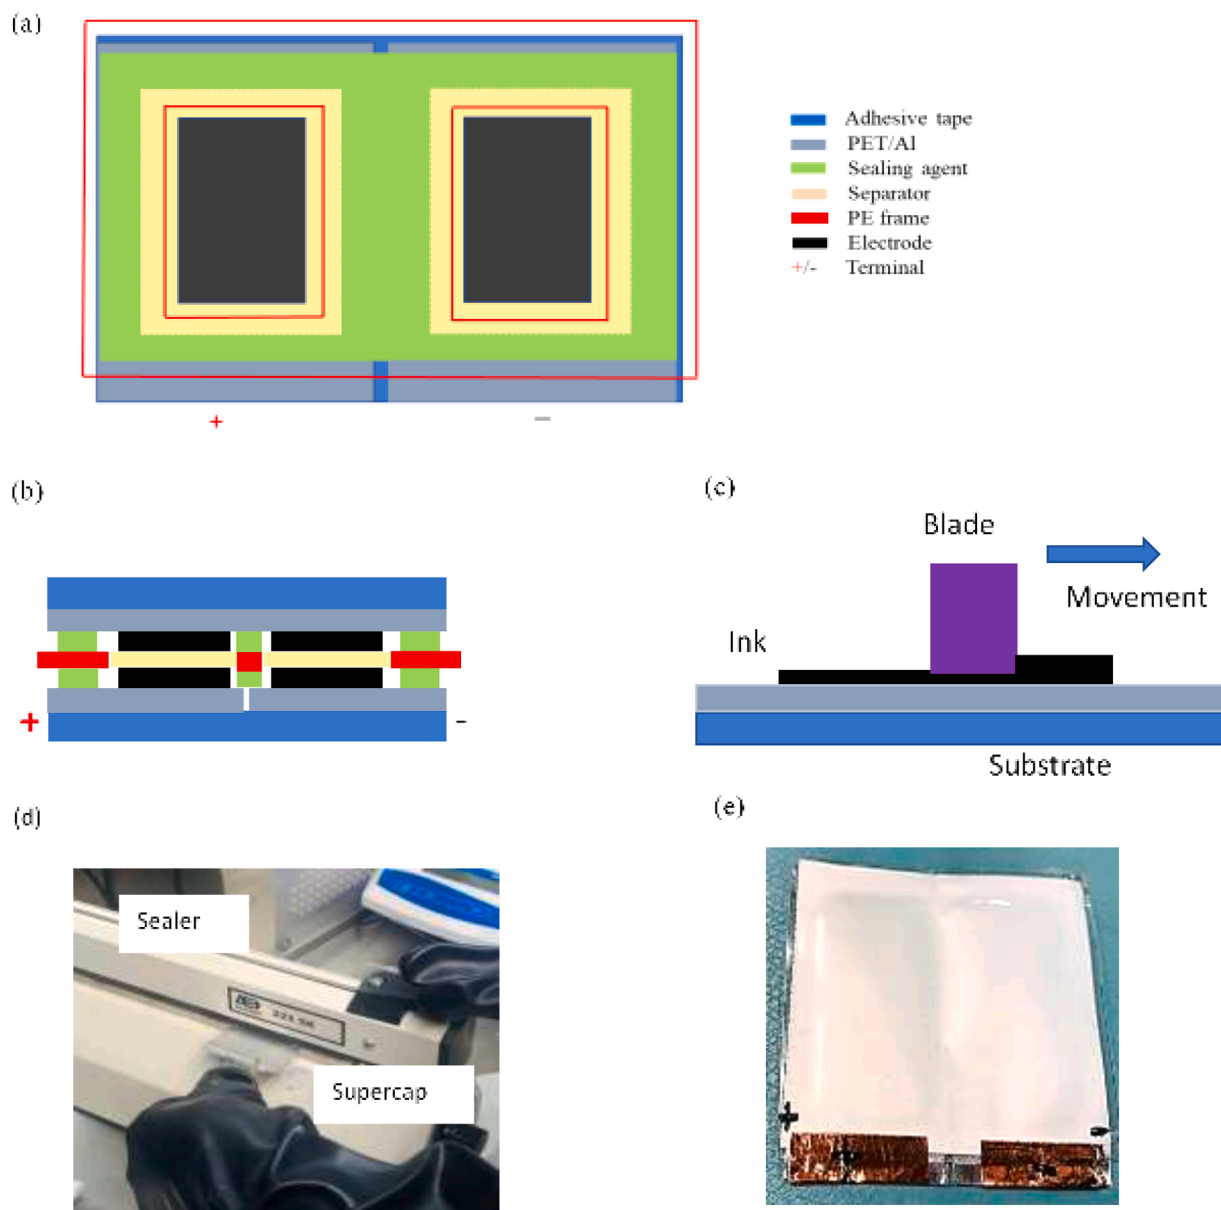 (a)
Adhesive tape
PET/Al
Sealing agent
Separator
PE frame
Electrode
+/- Terminal
+ −
(b)
+ -
(c)
Blade
Movement
Ink
Substrate
(d)
Sealer
Supercap
(e)
+ -